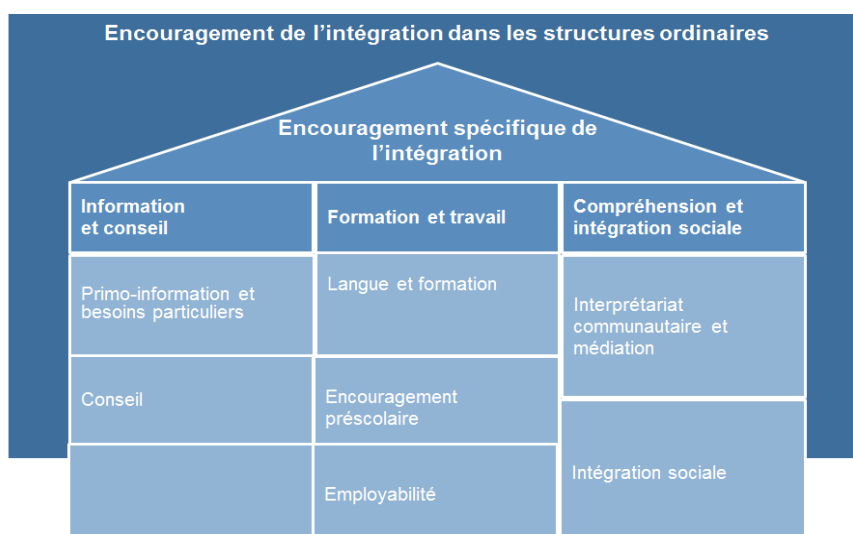 Encouragement de l’intégration dans les structures ordinaires
Encouragement spécifique de
l’intégration
Information
et conseil
Primo-information et
besoins particuliers
Conseil
Formation et travail
Langue et formation
Encouragement
préscolaire
Employabilité
Compréhension et
intégration sociale
Interprétariat
communautaire et
médiation
Intégration sociale